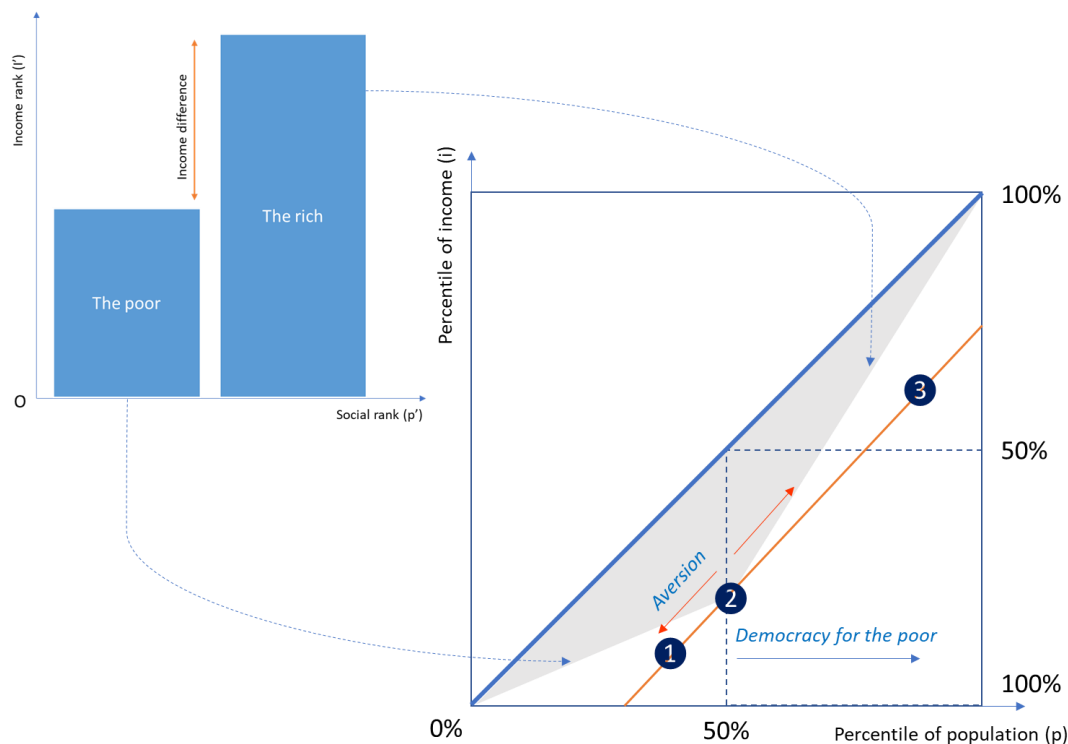 Income rank (I')
Income difference
The rich
The poor
O
Social rank (p')
Percentile of income (i)
100%
3
50%
Aversion
2
Democracy for the poor
1
100%
0%
50%
Percentile of population (p)